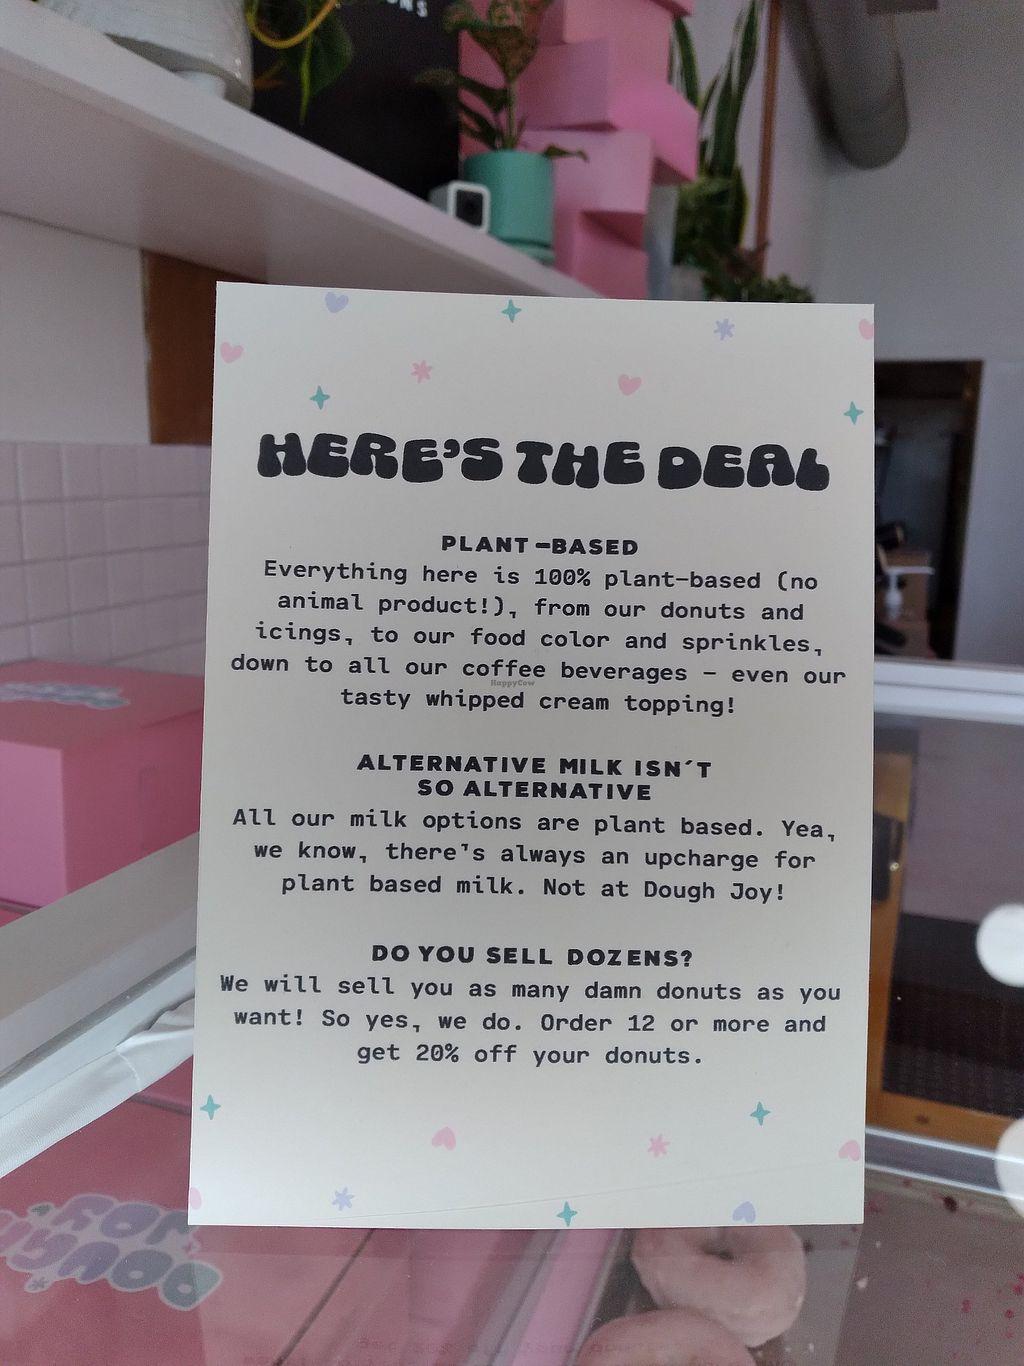 HERE'S THE DEAL
PLANT-BASED
Everything here is 100% plant-based (no
animal product!), from our donuts and
icings, to our food color and sprinkles,
down to all our coffee beverages - even our
HappyCow
tasty whipped cream topping!
ALTERNATIVE MILK ISN´T
SO ALTERNATIVE
All our milk options are plant based. Yea,
we know, there's always an upcharge for
plant based milk. Not at Dough Joy!
DO YOU SELL DOZENS?
We will sell you as many damn donuts as you
want! So yes, we do. Order 12 or more and
get 20% off your donuts.